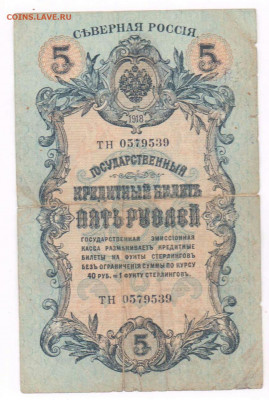 COINS.LAVE.RU
СѢВЕРНАЯ РОССІЯ.
5 5
1918
ТН 0579539
ГОСУДАРСТВЕННЫЙ
КРЕДИТНЫЙ БИЛЕТЪ
ПЯТЬ РУБЛЕЙ
ГОСУДАРСТВЕННАЯ ЭМИССІОННАЯ
КАССА РАЗМѢНИВАЕТЪ КРЕДИТНЫЕ
БИЛЕТЫ НА ФУНТЫ СТЕРЛИНГОВЪ
БЕЗЪ ОГРАНИЧЕНІЯ СУММЫ ПО КУРСУ
40 РУБ. = 1 ФУНТУ СТЕРЛИНГОВЪ.
ТН 0579539
5